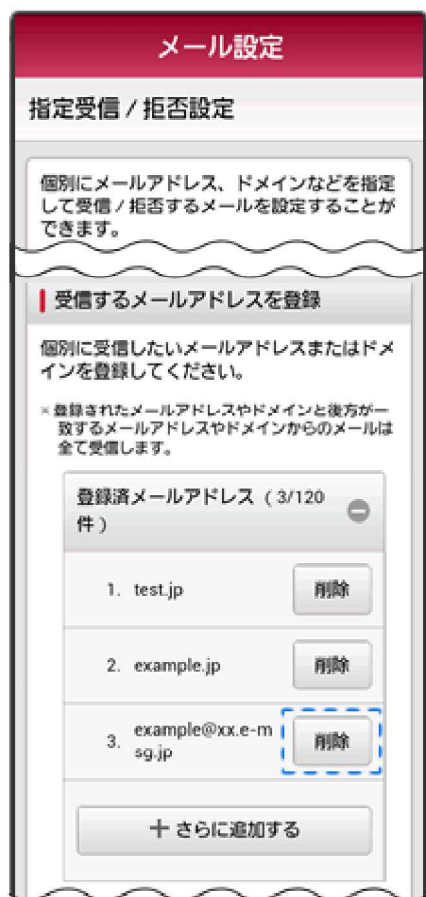 メール設定
指定受信 / 拒否設定
個別にメールアドレス、ドメインなどを指定
して受信 / 拒否するメールを設定することが
できます。
受信するメールアドレスを登録
個別に受信したいメールアドレスまたはドメ
インを登録してください。
※登録されたメールアドレスやドメインと後方が一
致するメールアドレスやドメインからのメールは
全て受信します。
登録済メールアドレス ( 3/120
件 )
1. test.jp 削除
2. example.jp 削除
3. example@xx.e-m
sg.jp 削除
＋さらに追加する